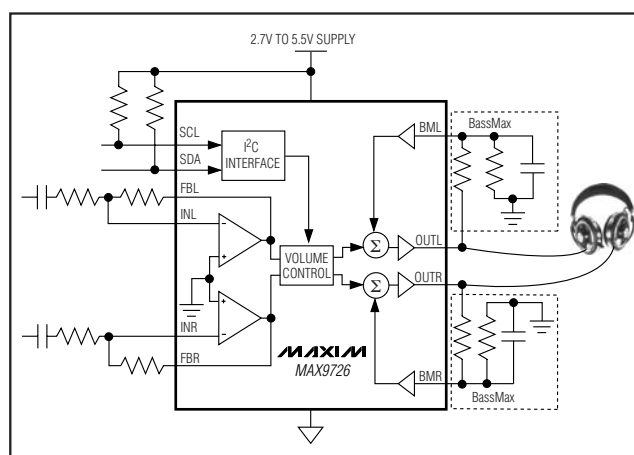 2.7V TO 5.5V SUPPLY
SCL
SDA
I²C
INTERFACE
FBL
INL
BML
BassMax
Σ
OUTL
VOLUME
CONTROL
Σ
OUTR
INR
FBR
MAXIM
MAX9726
BMR
BassMax
- 
+
+
-